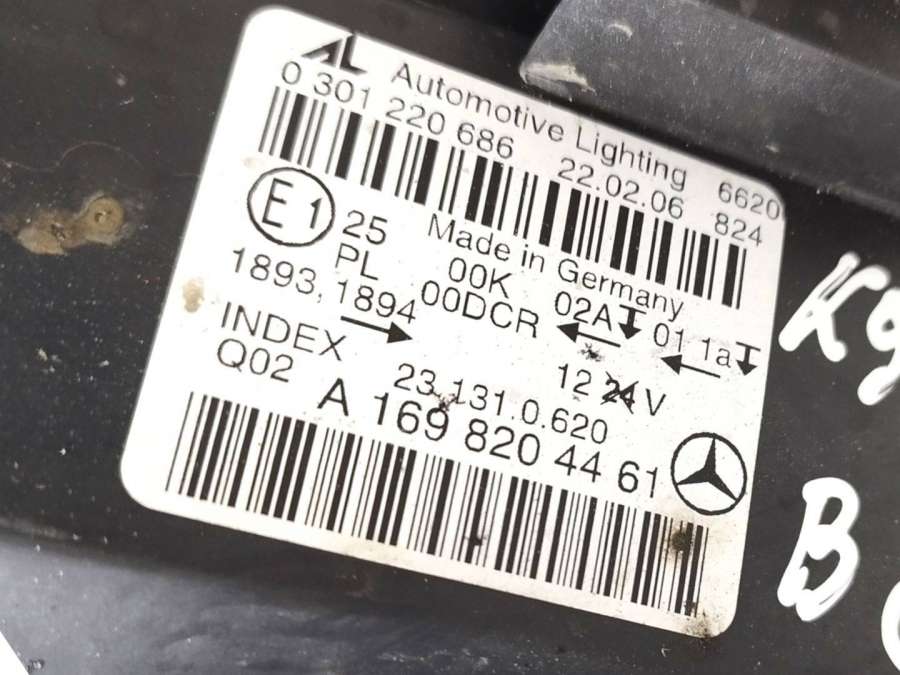 AL Automotive Lighting 6620
0 301 220 686 22.02.06 824
E1 25 Made in Germany
PL 00K 02A 01 1a
1893, 1894 00DCR
INDEX 12 24 V
Q02 23.131.0.620
A 169 820 44 61
K9
B